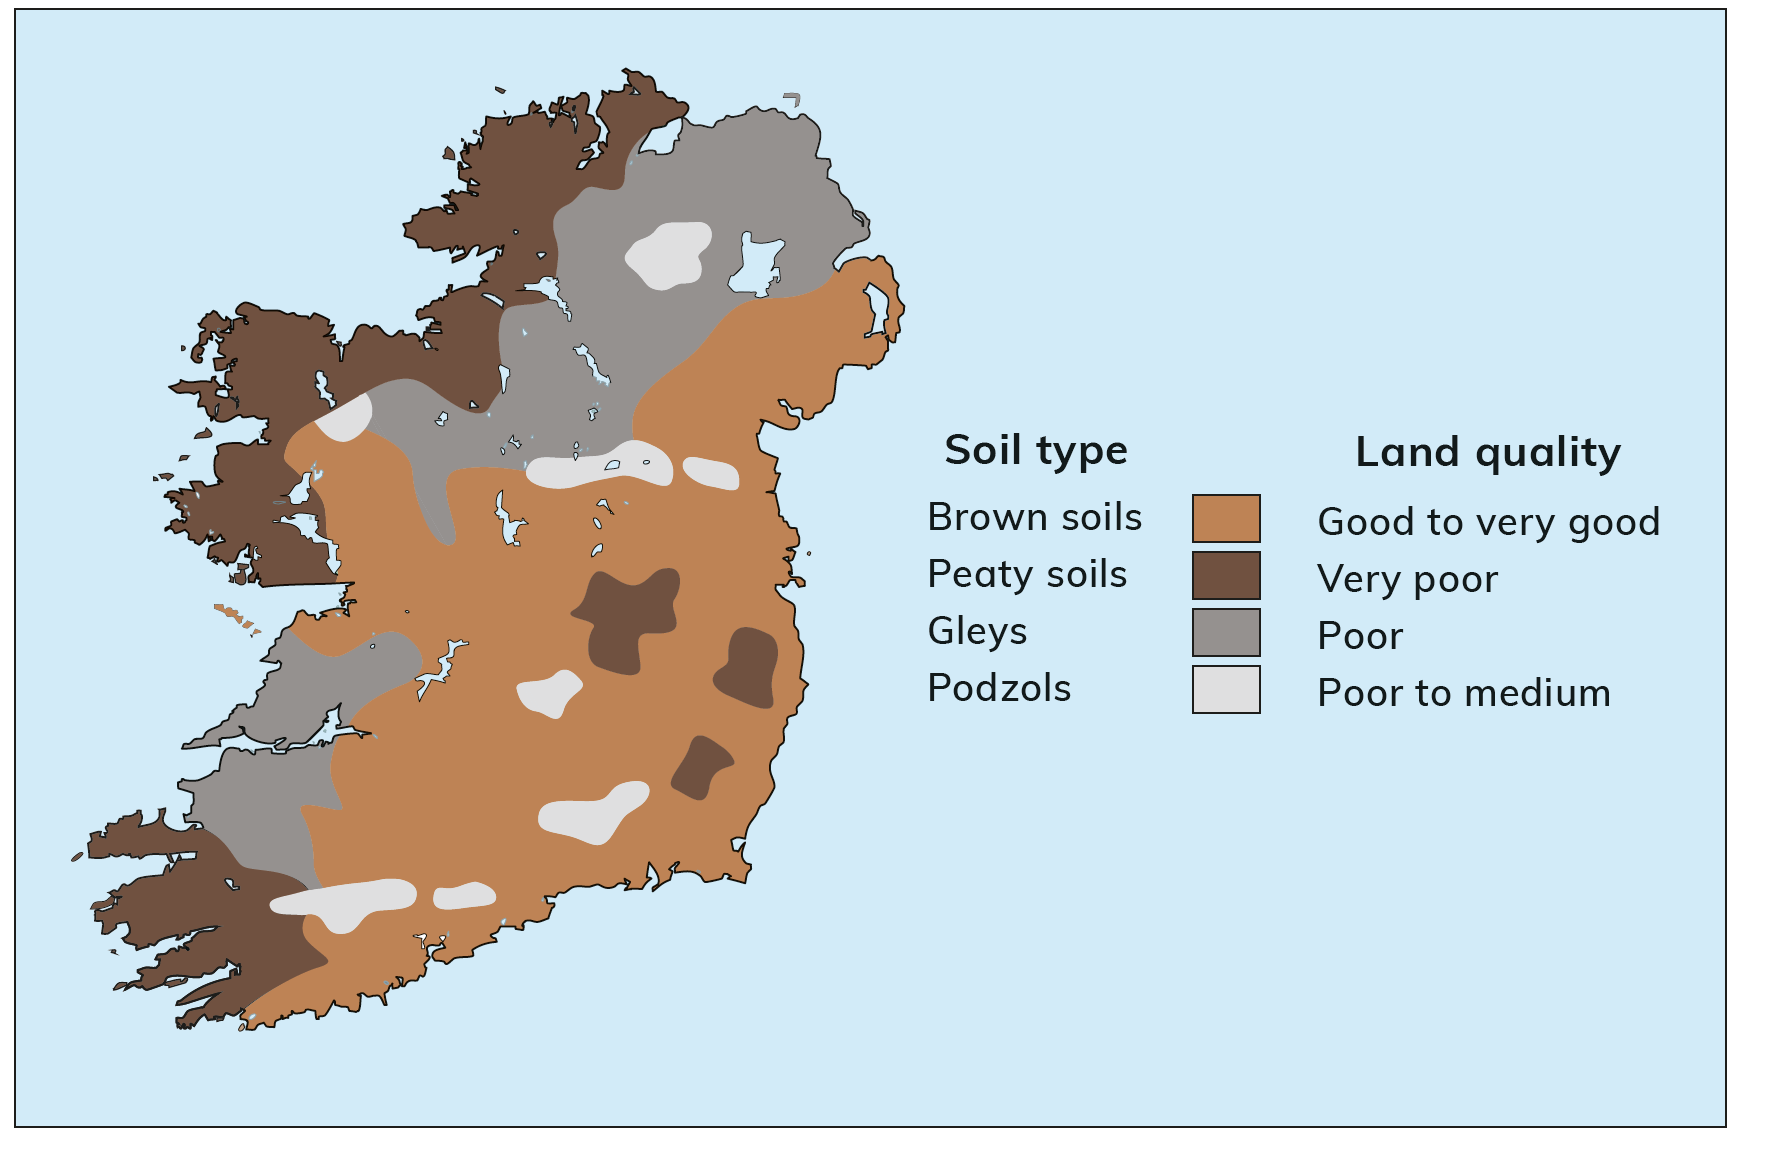 Soil type Land quality
Brown soils Good to very good
Peaty soils Very poor
Gleys Poor
Podzols Poor to medium